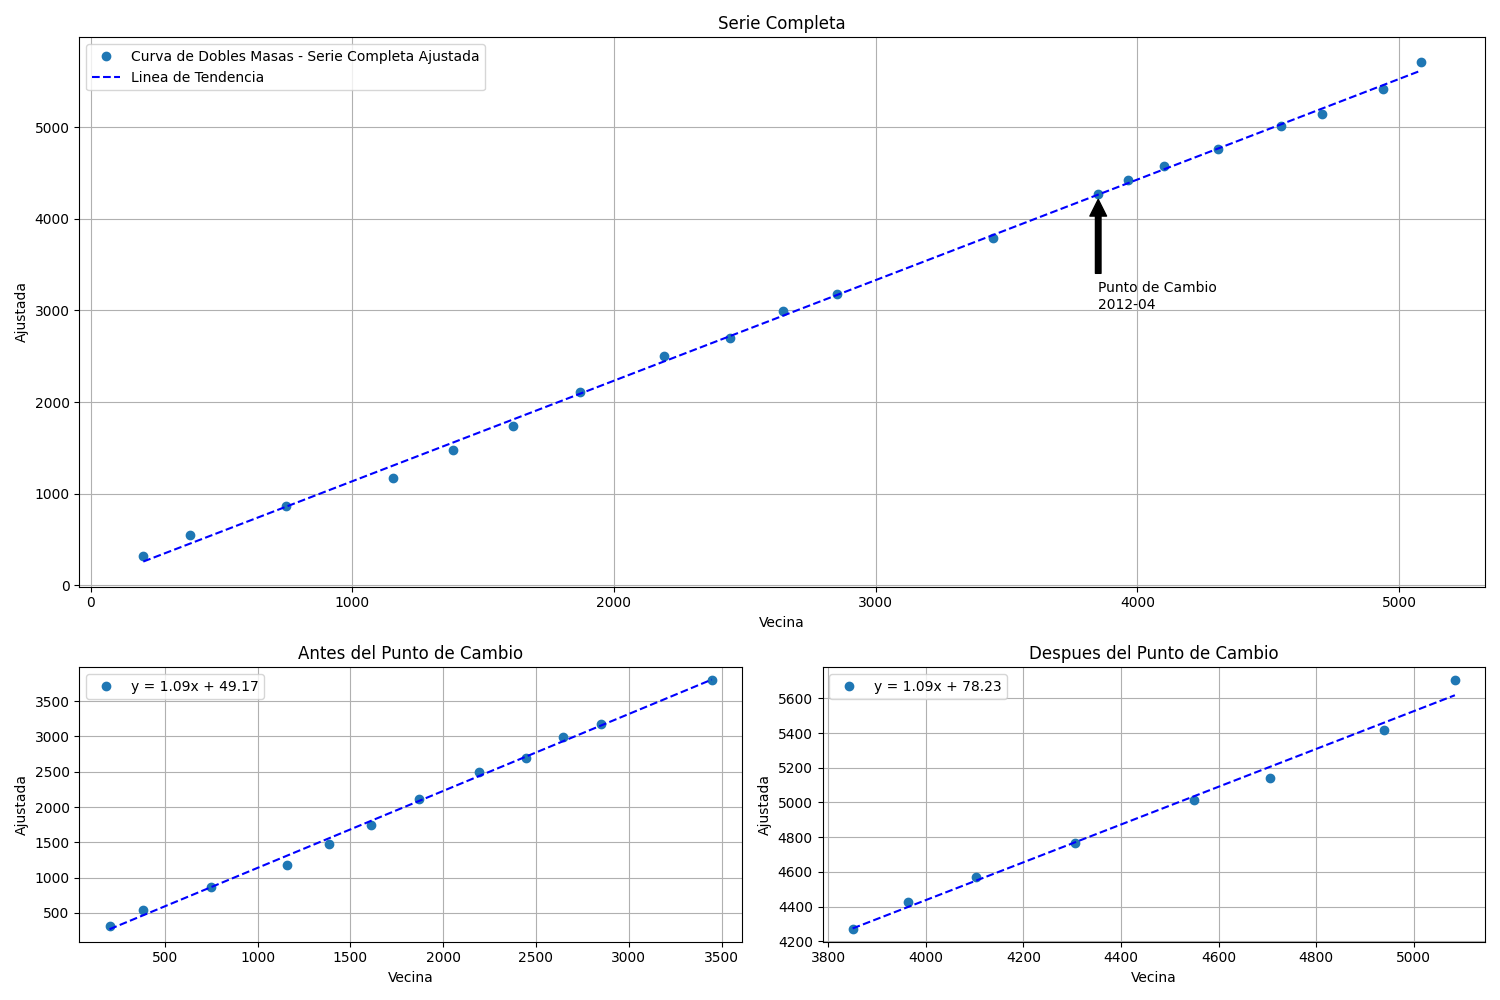 Serie Completa
Curva de Dobles Masas - Serie Completa Ajustada
Linea de Tendencia
Ajustada
5000
4000
3000
2000
1000
0
Punto de Cambio
2012-04
0 1000 2000 3000 4000 5000
Vecina
Antes del Punto de Cambio
y = 1.09x + 49.17
Ajustada
3500
3000
2500
2000
1500
1000
500
500 1000 1500 2000 2500 3000 3500
Vecina
Despues del Punto de Cambio
y = 1.09x + 78.23
Ajustada
5600
5400
5200
5000
4800
4600
4400
4200
3800 4000 4200 4400 4600 4800 5000
Vecina